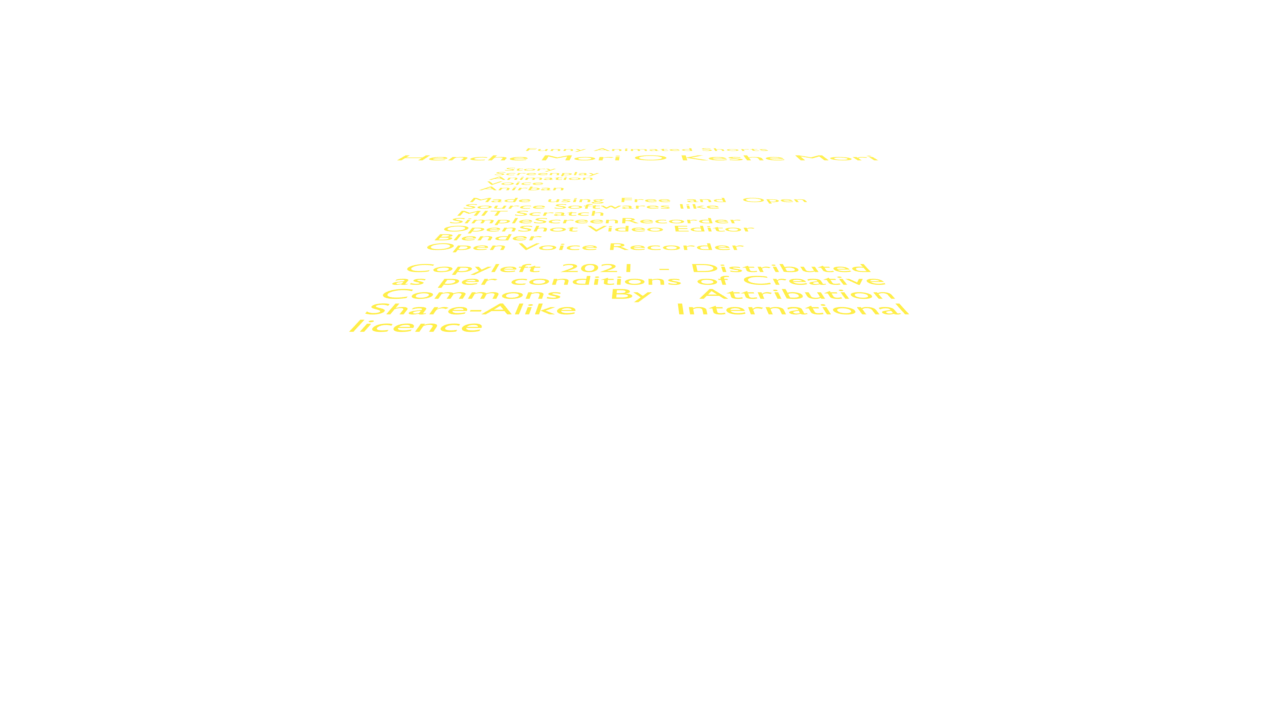 Funny Animated Shorts
Henche Mori O Keshe Mori
Story
Screenplay
Animation
Voice
Anirban
Made using Free and Open
Source Softwares like
MIT Scratch
SimpleScreenRecorder
OpenShot Video Editor
Blender
Open Voice Recorder
Copyleft 2021 - Distributed
as per conditions of Creative
Commons By Attribution
Share-Alike International
licence